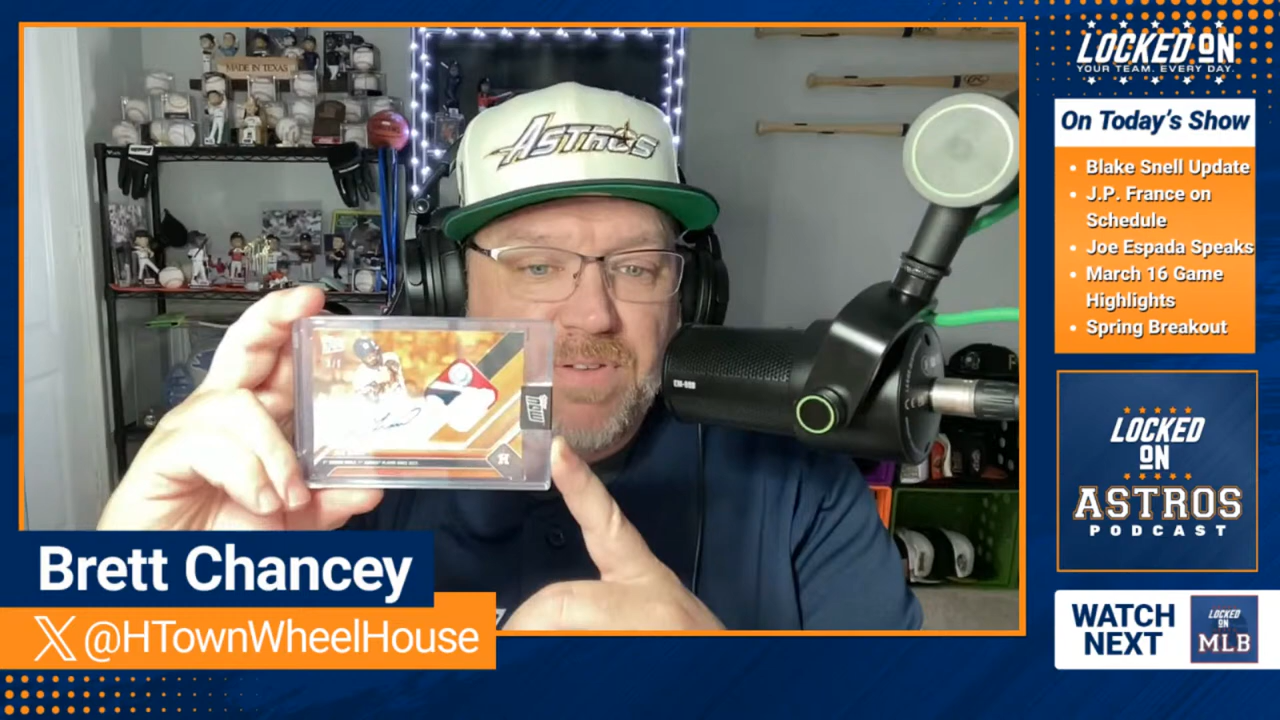 MADE IN TEXAS
ASTROS
Brett Chancey
X @HTownWheelHouse
LOCKED ON
YOUR TEAM. EVERY DAY.
On Today's Show
• Blake Snell Update
• J.P. France on
Schedule
• Joe Espada Speaks
• March 16 Game
Highlights
• Spring Breakout
LOCKED
ON
ASTROS
PODCAST
WATCH
NEXT
LOCKED
ON
MLB